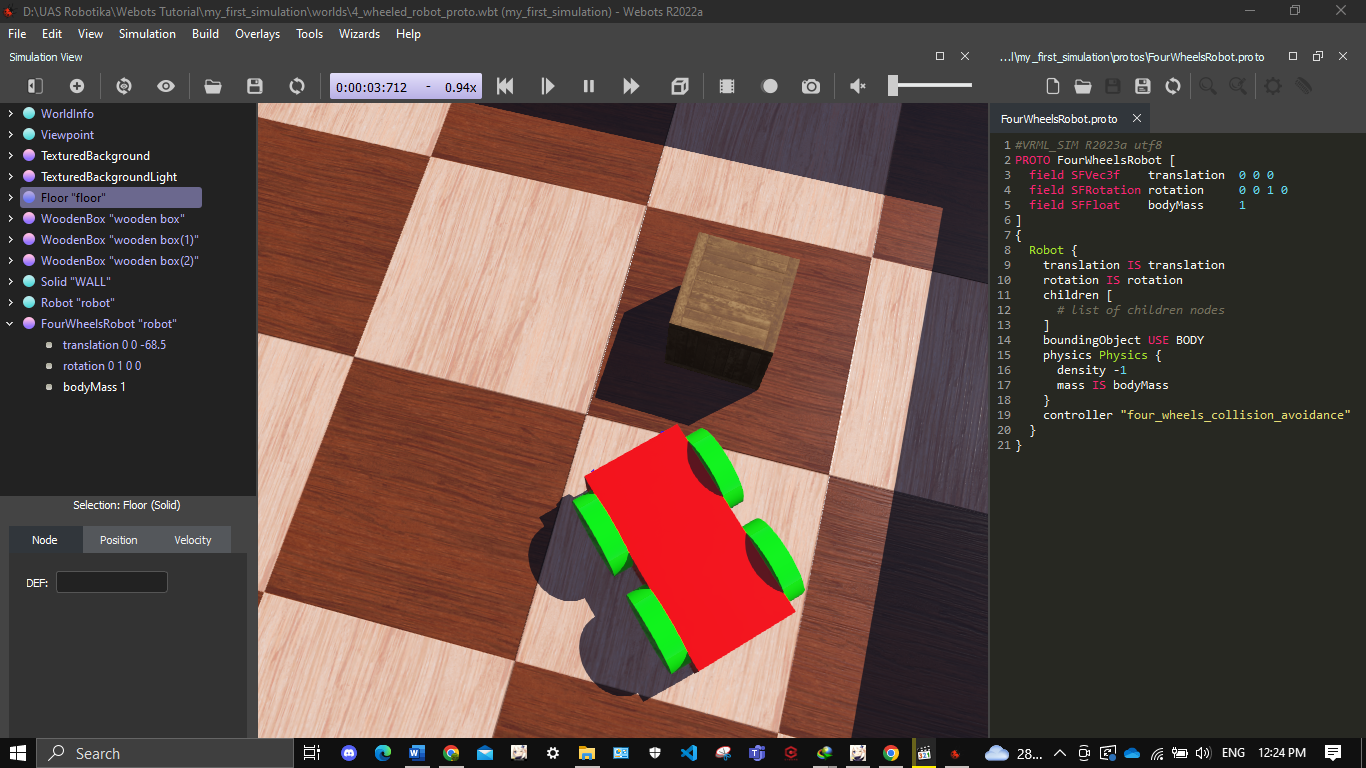 D:\UAS Robotika\Webots Tutorial\my_first_simulation\worlds\4_wheeled_robot_proto.wbt (my_first_simulation) - Webots R2022a
File Edit View Simulation Build Overlays Tools Wizards Help
Simulation View
...l\my_first_simulation\protos\FourWheelsRobot.proto
0:00:03:712 - 0.94x
WorldInfo
Viewpoint
TexturedBackground
TexturedBackgroundLight
Floor "floor"
WoodenBox "wooden box"
WoodenBox "wooden box(1)"
WoodenBox "wooden box(2)"
Solid "WALL"
Robot "robot"
FourWheelsRobot "robot"
translation 0 0 -68.5
rotation 0 1 0 0
bodyMass 1
Selection: Floor (Solid)
Node Position Velocity
DEF:
FourWheelsRobot.proto
1 #VRML_SIM R2023a utf8
2 PROTO FourWheelsRobot [
3 field SFVec3f translation 0 0 0
4 field SFRotation rotation 0 0 1 0
5 field SFFloat bodyMass 1
6 ]
7 {
8 Robot {
9 translation IS translation
10 rotation IS rotation
11 children [
12 # list of children nodes
13 ]
14 boundingObject USE BODY
15 physics Physics {
16 density -1
17 mass IS bodyMass
18 }
19 controller "four_wheels_collision_avoidance"
20 }
21 }
Search
28... ENG 12:24 PM